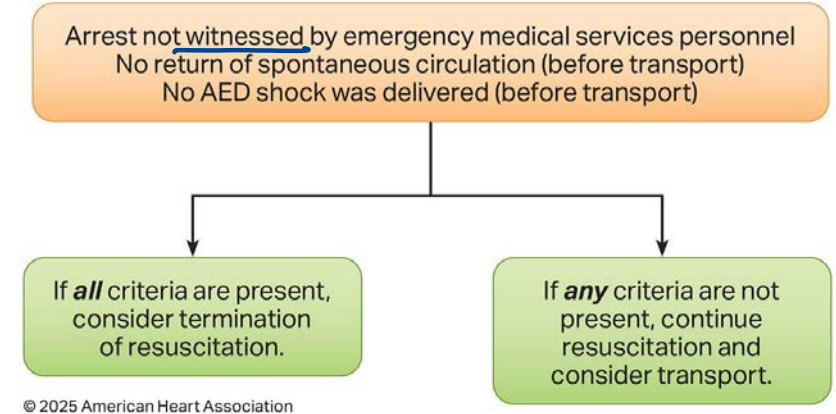 Arrest not witnessed by emergency medical services personnel
No return of spontaneous circulation (before transport)
No AED shock was delivered (before transport)
If all criteria are present,
consider termination
of resuscitation.
If any criteria are not
present, continue
resuscitation and
consider transport.
© 2025 American Heart Association